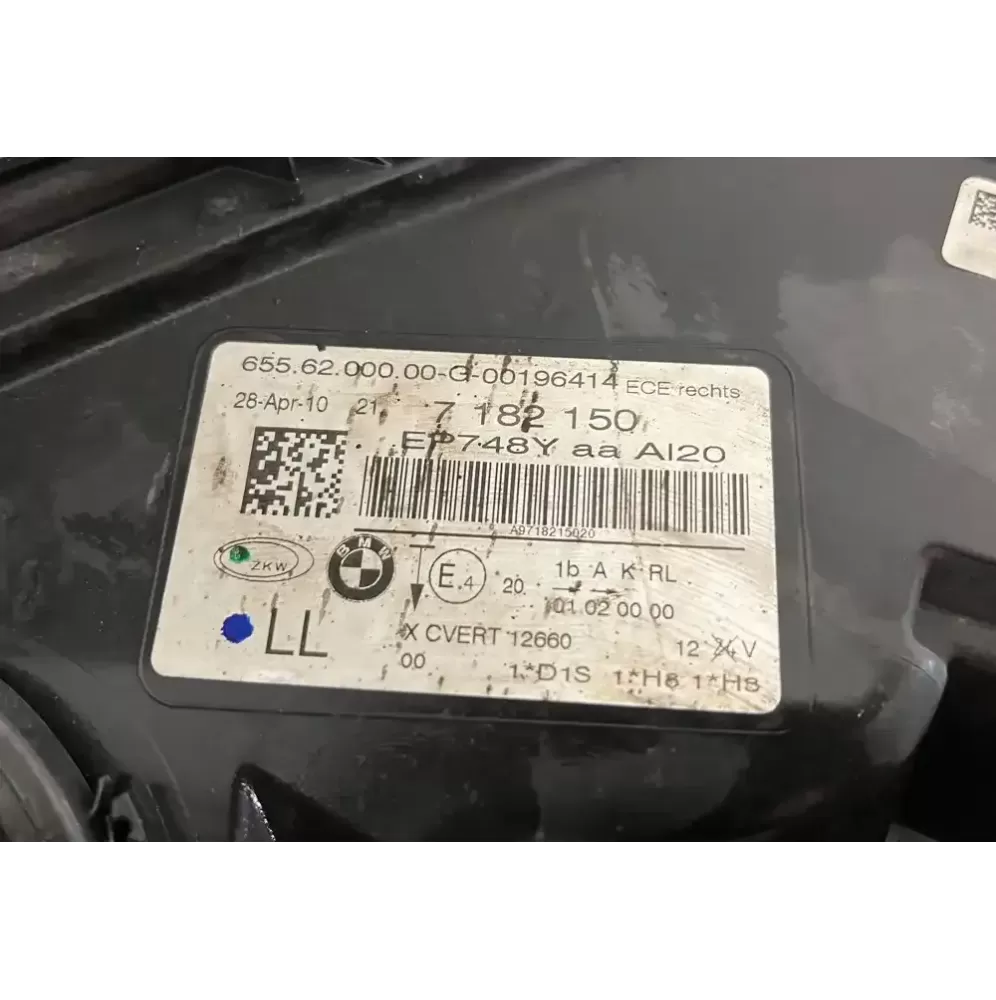 655.62.000.00-G-00196414 ECE rechts
28-Apr-10 21 7 182 150
EP748Y aa AI20
A9718215020
ZKW BMW E4 20 1b A K RL
01 02 00 00
LL X CVERT 12660 12 24 V
00 1*D1S 1*H8 1*H8